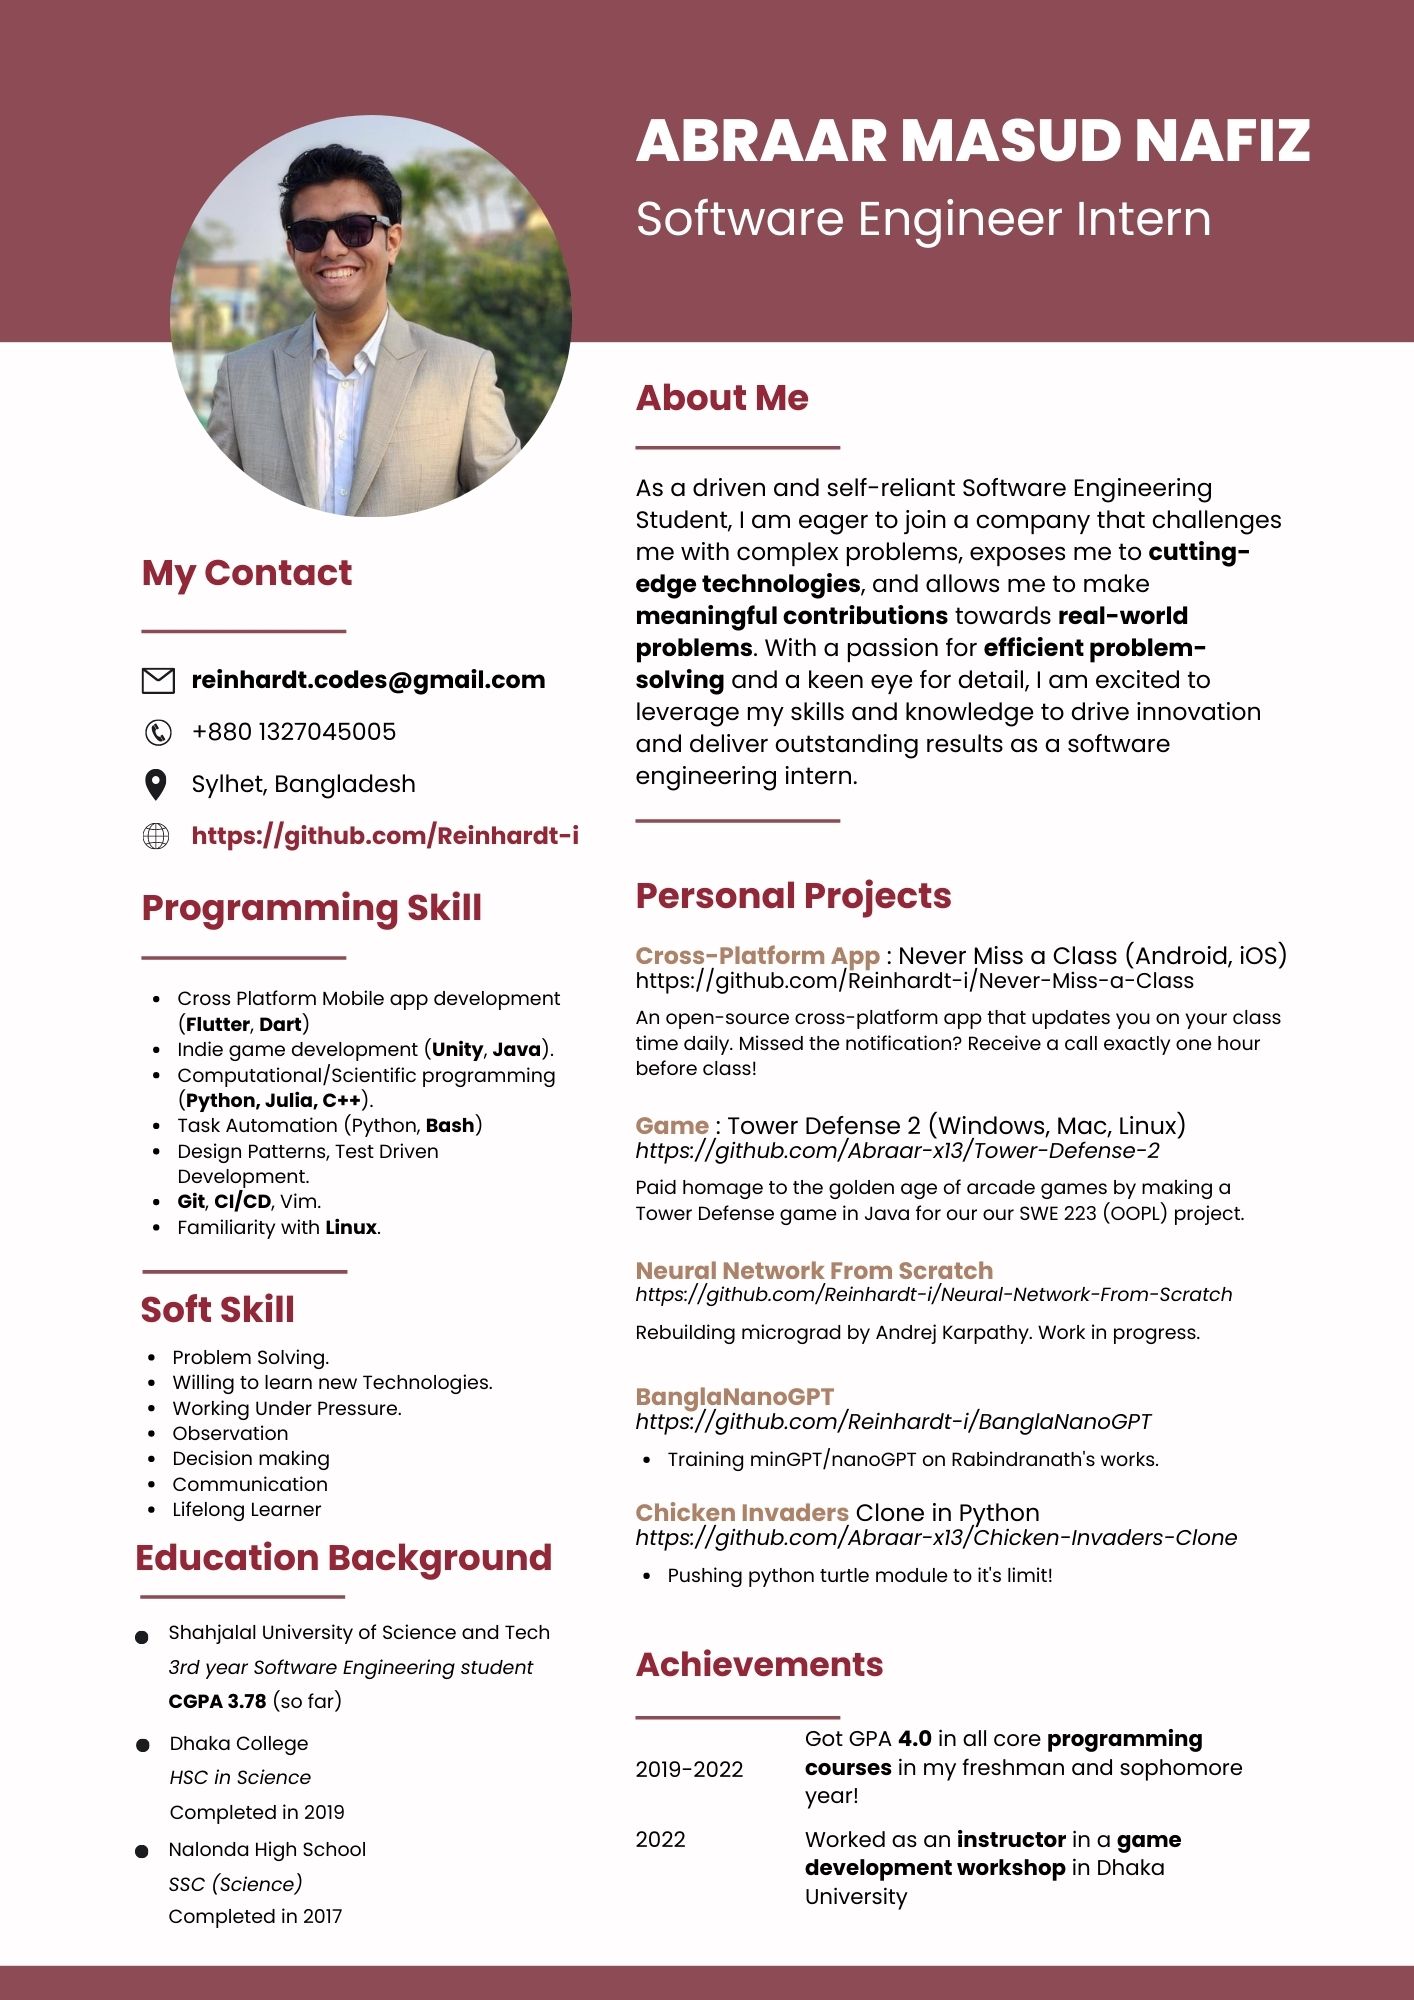 ABRAAR MASUD NAFIZ
Software Engineer Intern
My Contact
reinhardt.codes@gmail.com
+880 1327045005
Sylhet, Bangladesh
https://github.com/Reinhardt-i
Programming Skill
• Cross Platform Mobile app development
(Flutter, Dart)
• Indie game development (Unity, Java).
• Computational/Scientific programming
(Python, Julia, C++).
• Task Automation (Python, Bash)
• Design Patterns, Test Driven
Development.
• Git, CI/CD, Vim.
• Familiarity with Linux.
Soft Skill
• Problem Solving.
• Willing to learn new Technologies.
• Working Under Pressure.
• Observation
• Decision making
• Communication
• Lifelong Learner
Education Background
• Shahjalal University of Science and Tech
3rd year Software Engineering student
CGPA 3.78 (so far)
• Dhaka College
HSC in Science
Completed in 2019
• Nalonda High School
SSC (Science)
Completed in 2017
About Me
As a driven and self-reliant Software Engineering
Student, I am eager to join a company that challenges
me with complex problems, exposes me to cutting-
edge technologies, and allows me to make
meaningful contributions towards real-world
problems. With a passion for efficient problem-
solving and a keen eye for detail, I am excited to
leverage my skills and knowledge to drive innovation
and deliver outstanding results as a software
engineering intern.
Personal Projects
Cross-Platform App : Never Miss a Class (Android, iOS)
https://github.com/Reinhardt-i/Never-Miss-a-Class
An open-source cross-platform app that updates you on your class
time daily. Missed the notification? Receive a call exactly one hour
before class!
Game : Tower Defense 2 (Windows, Mac, Linux)
https://github.com/Abraar-x13/Tower-Defense-2
Paid homage to the golden age of arcade games by making a
Tower Defense game in Java for our our SWE 223 (OOPL) project.
Neural Network From Scratch
https://github.com/Reinhardt-i/Neural-Network-From-Scratch
Rebuilding micrograd by Andrej Karpathy. Work in progress.
BanglaNanoGPT
https://github.com/Reinhardt-i/BanglaNanoGPT
• Training minGPT/nanoGPT on Rabindranath's works.
Chicken Invaders Clone in Python
https://github.com/Abraar-x13/Chicken-Invaders-Clone
• Pushing python turtle module to it's limit!
Achievements
2019-2022
Got GPA 4.0 in all core programming
courses in my freshman and sophomore
year!
2022
Worked as an instructor in a game
development workshop in Dhaka
University